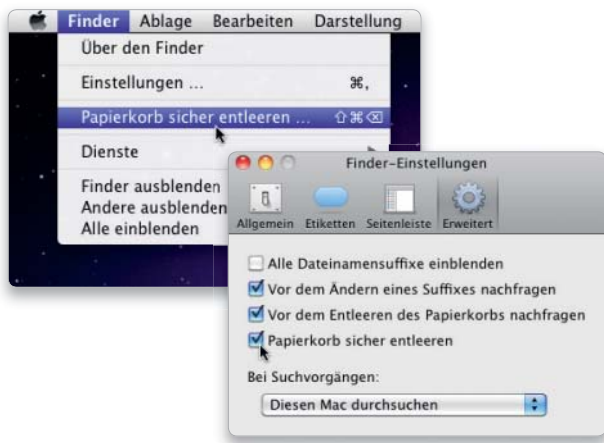 Finder Ablage Bearbeiten Darstellung
Über den Finder
Einstellungen ... ⌘,
Papierkorb sicher entleeren ... ⇧⌘⌫
Dienste
Finder ausblenden
Andere ausblenden
Alle einblenden
Finder-Einstellungen
Allgemein Etiketten Seitenleiste Erweitert
Alle Dateinamensuffixe einblenden
Vor dem Ändern eines Suffixes nachfragen
Vor dem Entleeren des Papierkorbs nachfragen
Papierkorb sicher entleeren
Bei Suchvorgängen:
Diesen Mac durchsuchen